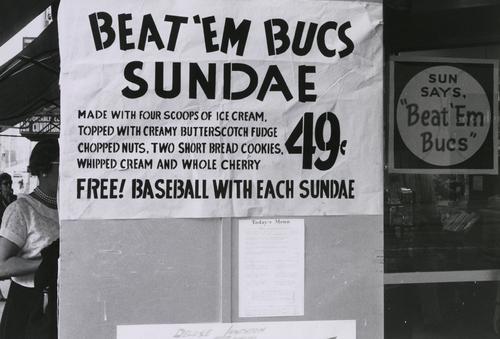 BEAT 'EM BUCS
SUNDAE
MADE WITH FOUR SCOOPS OF ICE CREAM,
TOPPED WITH CREAMY BUTTERSCOTCH FUDGE
CHOPPED NUTS, TWO SHORT BREAD COOKIES,
WHIPPED CREAM AND WHOLE CHERRY
49¢
FREE! BASEBALL WITH EACH SUNDAE
SUN
SAYS,
"Beat 'Em
Bucs"
Today's Menu
DELUXE LUNCHEON